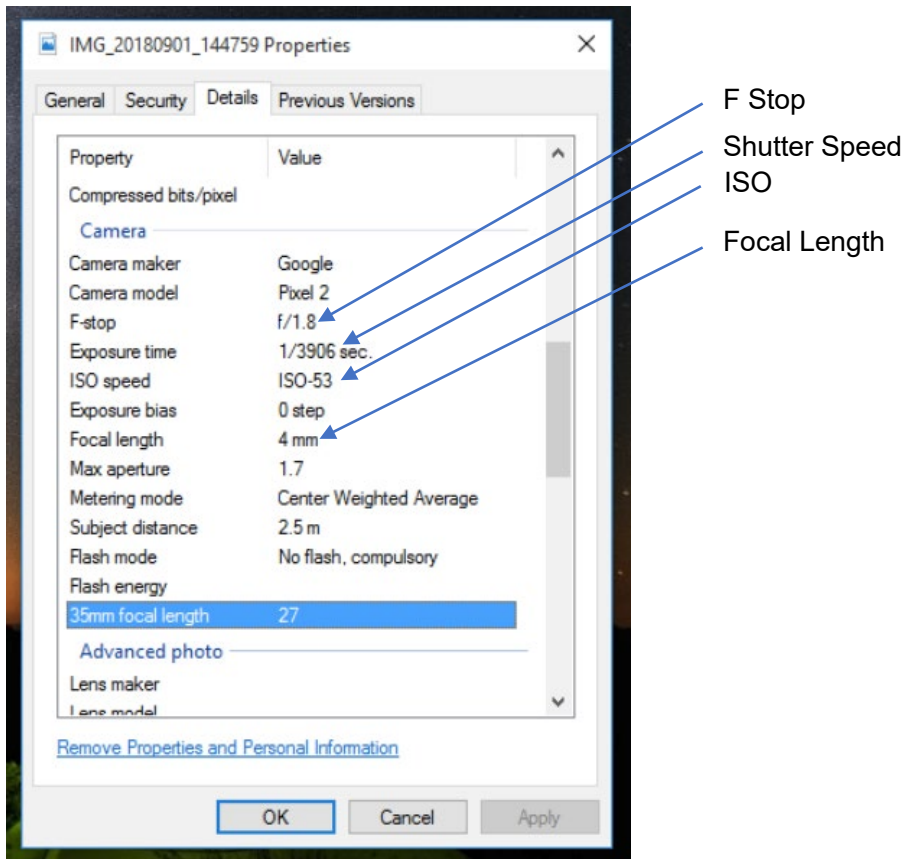 IMG_20180901_144759 Properties
General Security Details Previous Versions
Property Value
Compressed bits/pixel
Camera
Camera maker Google
Camera model Pixel 2
F-stop f/1.8
Exposure time 1/3906 sec.
ISO speed ISO-53
Exposure bias 0 step
Focal length 4 mm
Max aperture 1.7
Metering mode Center Weighted Average
Subject distance 2.5 m
Flash mode No flash, compulsory
Flash energy
35mm focal length 27
Advanced photo
Lens maker
Lens model
Remove Properties and Personal Information
OK Cancel Apply
F Stop
Shutter Speed
ISO
Focal Length